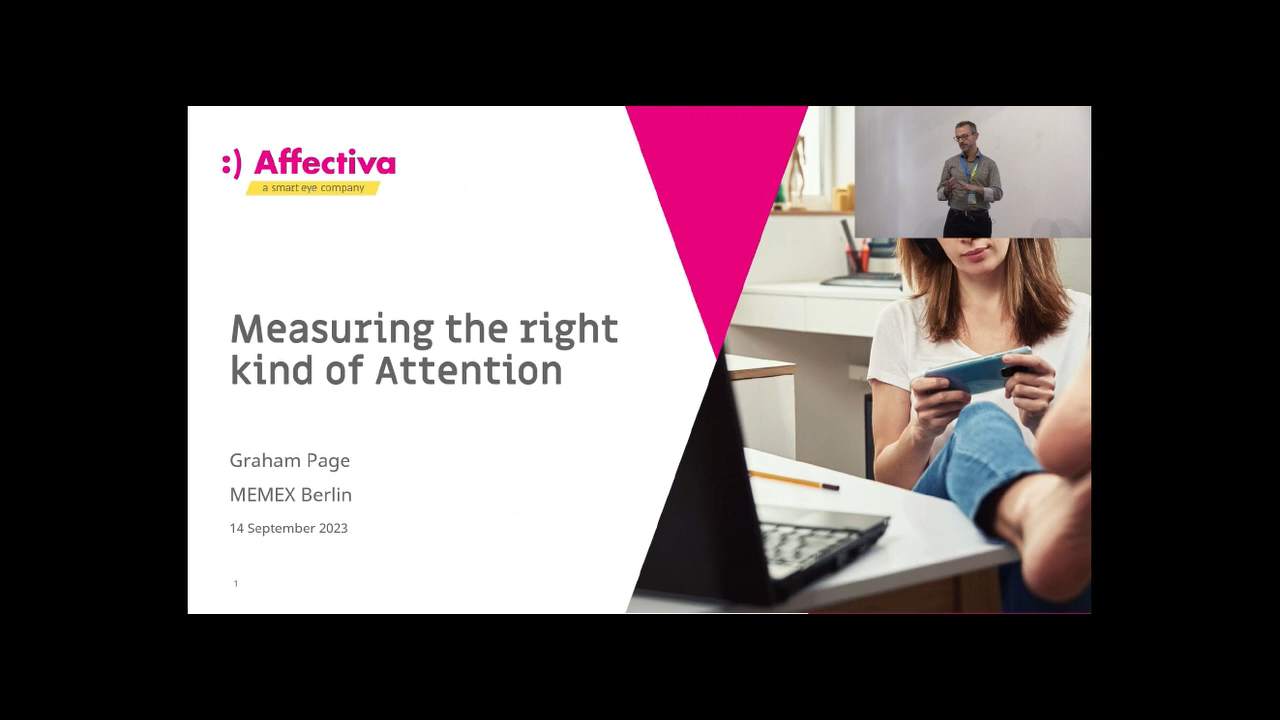 :) Affectiva
a smart eye company
Measuring the right
kind of Attention
Graham Page
MEMEX Berlin
14 September 2023
1